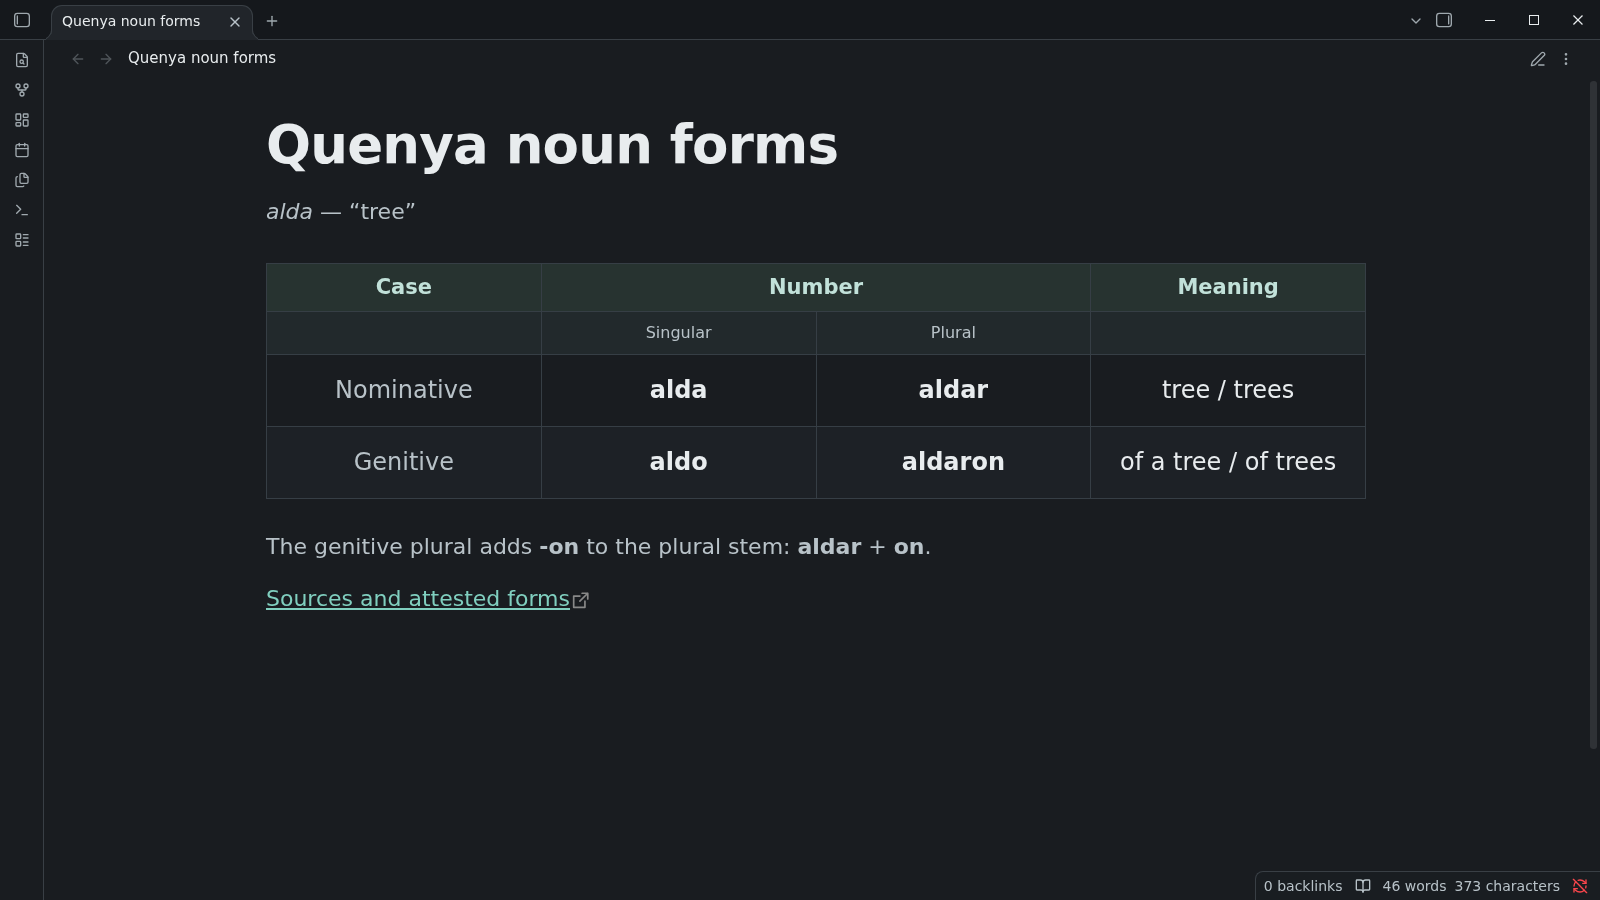 Quenya noun forms
Quenya noun forms
Quenya noun forms
alda — “tree”
Case Number Meaning
Singular Plural
Nominative alda aldar tree / trees
Genitive aldo aldaron of a tree / of trees
The genitive plural adds -on to the plural stem: aldar + on.
Sources and attested forms
0 backlinks 46 words 373 characters